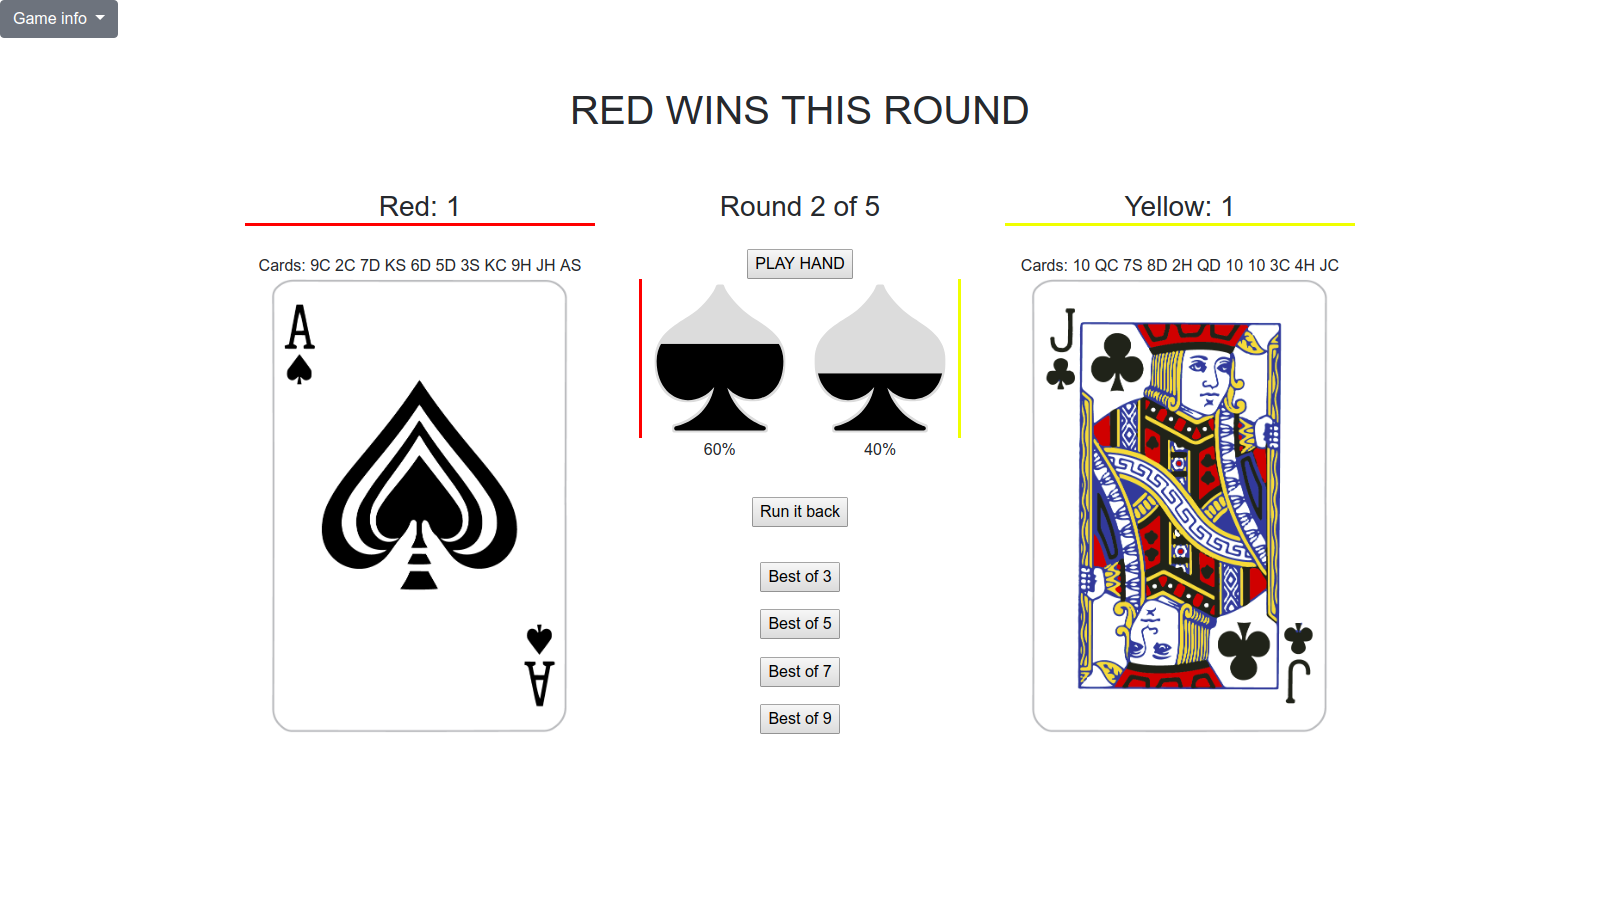 Game info
RED WINS THIS ROUND
Red: 1
Round 2 of 5
Yellow: 1
Cards: 9C 2C 7D KS 6D 5D 3S KC 9H JH AS
PLAY HAND
Cards: 10 QC 7S 8D 2H QD 10 10 3C 4H JC
A
J
60%
40%
Run it back
Best of 3
Best of 5
Best of 7
Best of 9
A
J